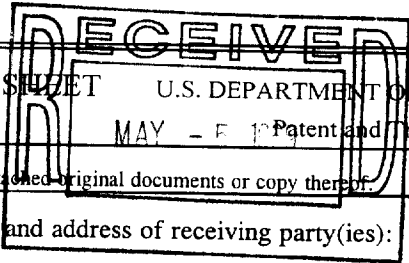 RECEIVED
SHEET U.S. DEPARTMENT O
MAY - Patent and T
ached original documents or copy thereof.
and address of receiving party(ies):